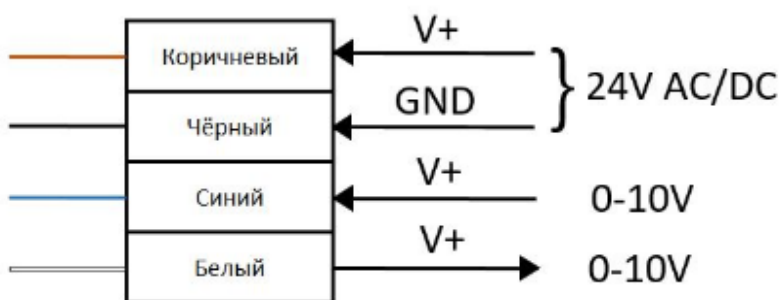 Коричневый V+
24V AC/DC
Чёрный GND
Синий V+ 0-10V
Белый V+ 0-10V